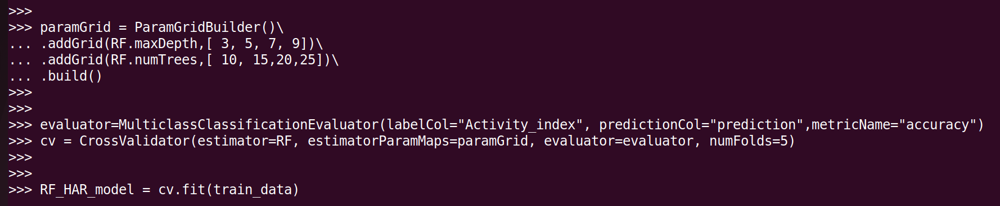 >>>
>>> paramGrid = ParamGridBuilder()\
... .addGrid(RF.maxDepth,[ 3, 5, 7, 9])\
... .addGrid(RF.numTrees,[ 10, 15,20,25])\
... .build()
>>>
>>>
>>> evaluator=MulticlassClassificationEvaluator(labelCol="Activity_index", predictionCol="prediction",metricName="accuracy")
>>> cv = CrossValidator(estimator=RF, estimatorParamMaps=paramGrid, evaluator=evaluator, numFolds=5)
>>>
>>>
>>> RF_HAR_model = cv.fit(train_data)